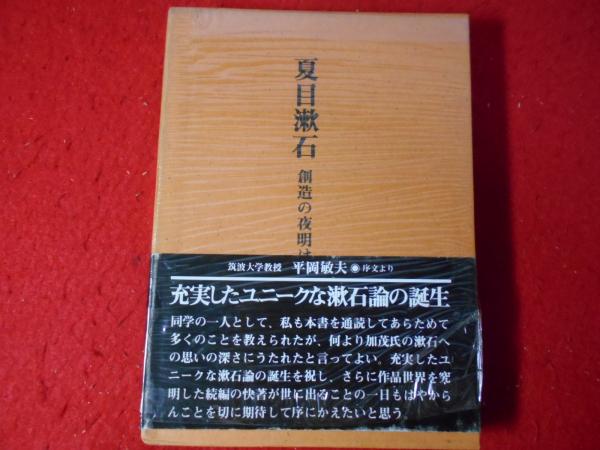 夏目漱石
創造の夜明け
筑波大学教授 平岡敏夫◉序文より
充実したユニークな漱石論の誕生
同学の一人として、私も本書を通読してあらためて
多くのことを教えられたが、何より加茂氏の漱石へ
の思いの深さにうたれたと言ってよい。充実したユ
ニークな漱石論の誕生を祝し、さらに作品世界を究
明した続編の快著が世に出ることの一日もはやから
んことを切に期待して序にかえたいと思う。